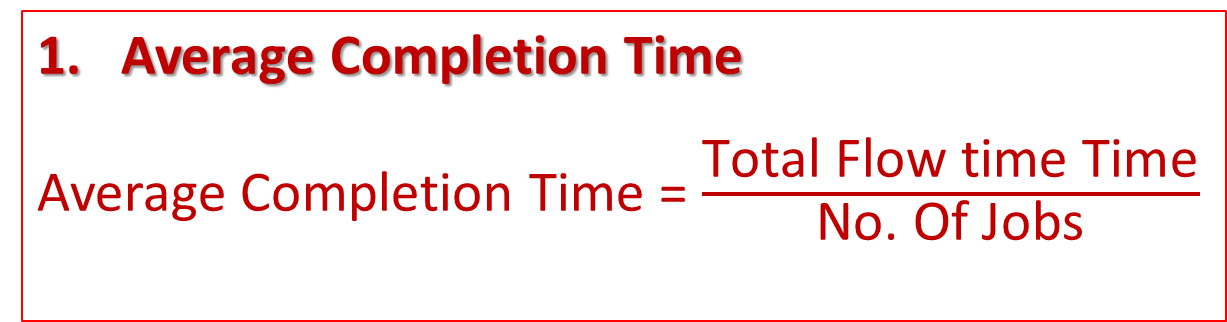 1. Average Completion Time
Average Completion Time = Total Flow time Time
No. Of Jobs